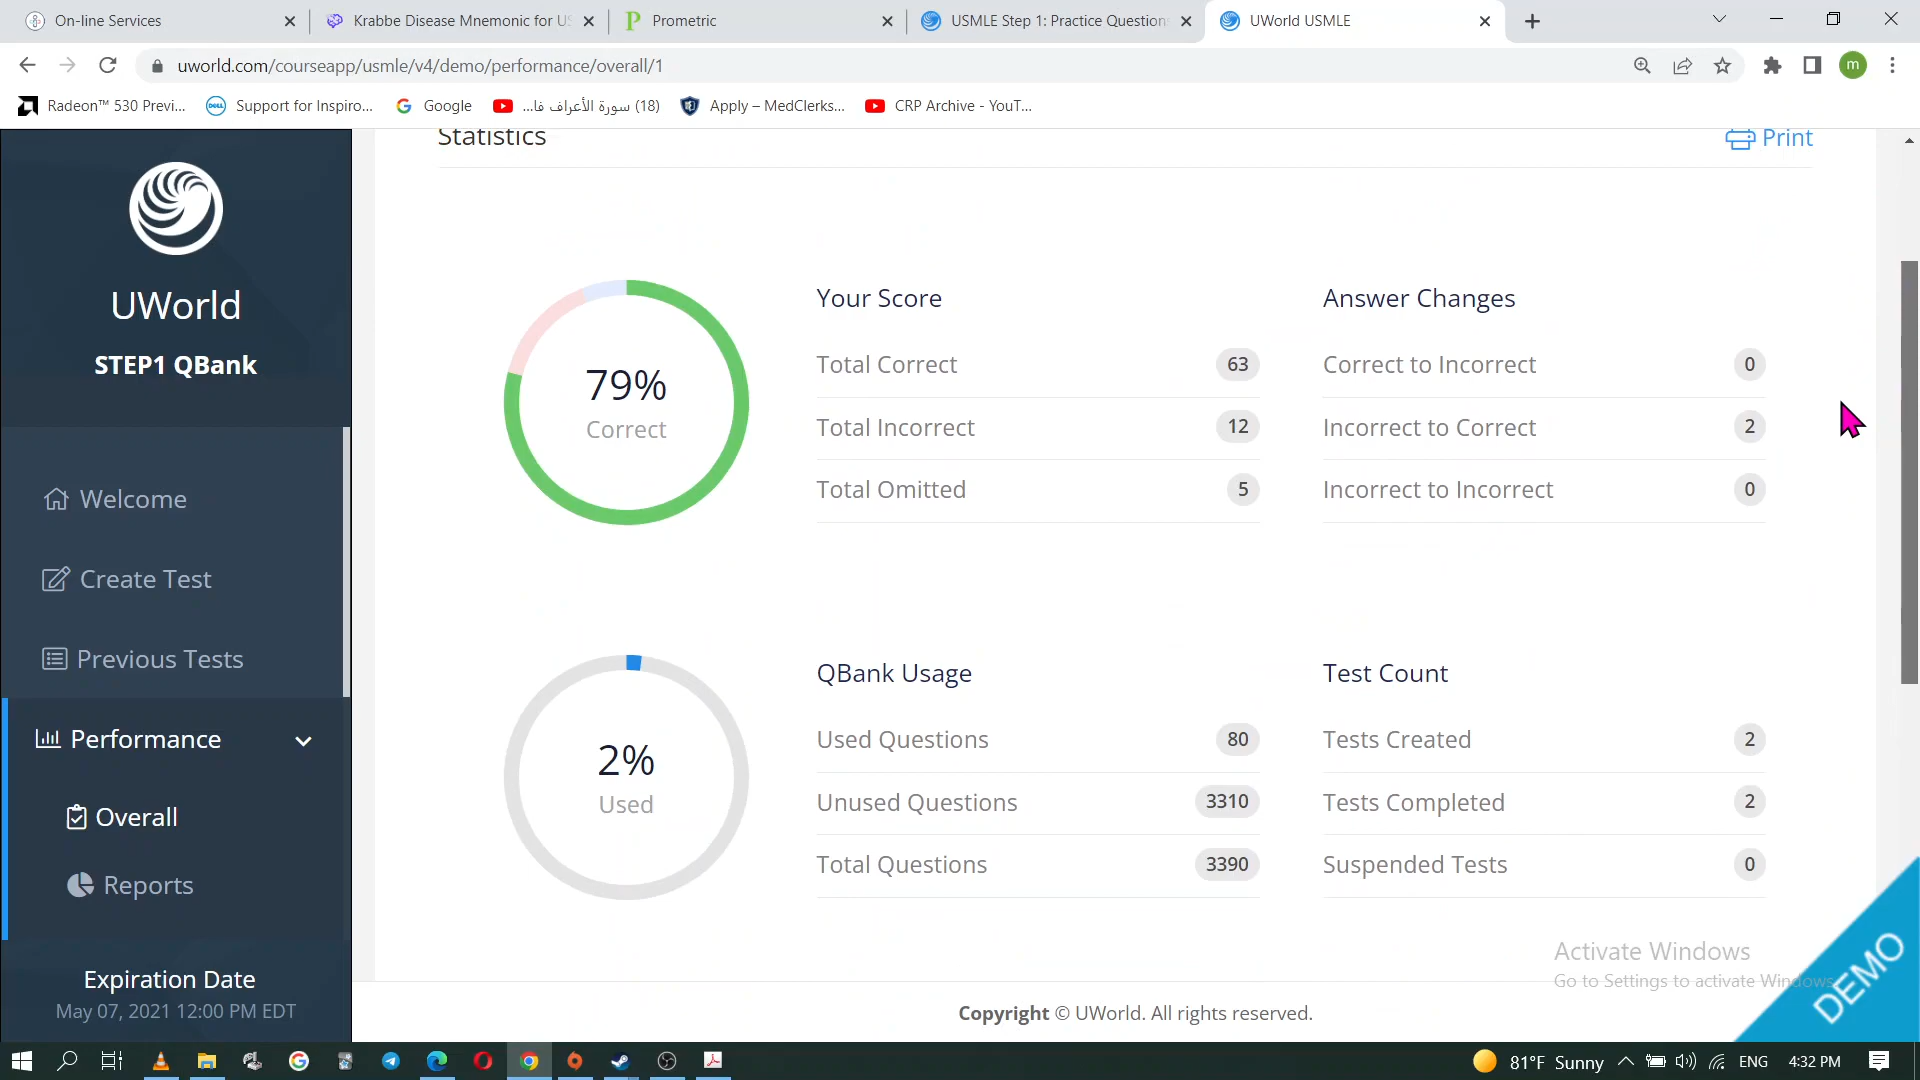 On-line Services
Krabbe Disease Mnemonic for US
Prometric
USMLE Step 1: Practice Question
UWorld USMLE
uworld.com/courseapp/usmle/v4/demo/performance/overall/1
m
Radeon™ 530 Previ...
Support for Inspiro...
Google
(18) سورة الأعراف فا...
Apply – MedClerks...
CRP Archive - YouT...
UWorld
STEP1 QBank
Welcome
Create Test
Previous Tests
Performance
Overall
Reports
Expiration Date
May 07, 2021 12:00 PM EDT
Statistics
Print
79%
Correct
Your Score
Total Correct 63
Total Incorrect 12
Total Omitted 5
Answer Changes
Correct to Incorrect 0
Incorrect to Correct 2
Incorrect to Incorrect 0
2%
Used
QBank Usage
Used Questions 80
Unused Questions 3310
Total Questions 3390
Test Count
Tests Created 2
Tests Completed 2
Suspended Tests 0
Activate Windows
Go to Settings to activate Windows.
DEMO
Copyright © UWorld. All rights reserved.
81°F Sunny
ENG
4:32 PM